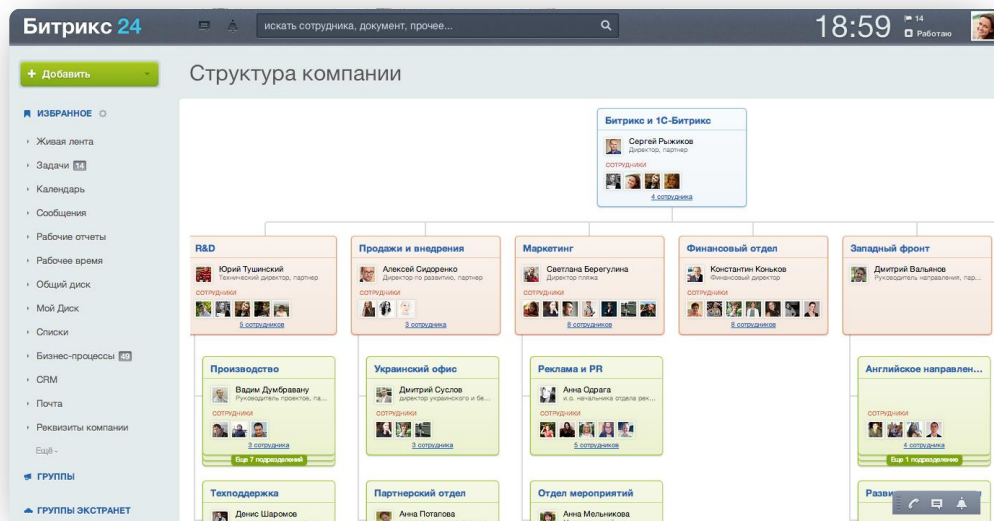 Битрикс 24
искать сотрудника, документ, прочее...
18:59
14
Работаю
+ Добавить
Структура компании
ИЗБРАННОЕ
Живая лента
Задачи 14
Календарь
Сообщения
Рабочие отчеты
Рабочее время
Общий диск
Мой Диск
Списки
Бизнес-процессы 49
CRM
Почта
Реквизиты компании
Ещё -
ГРУППЫ
ГРУППЫ ЭКСТРАНЕТ
Битрикс и 1С-Битрикс
Сергей Рыжиков
Директор, партнер
СОТРУДНИКИ
4 сотрудника
R&D
Юрий Тушинский
Технический директор, партнер
СОТРУДНИКИ
5 сотрудников
Продажи и внедрения
Алексей Сидоренко
Директор по развитию, партнер
СОТРУДНИКИ
3 сотрудника
Маркетинг
Светлана Берегулина
Директор пляжа
СОТРУДНИКИ
8 сотрудников
Финансовый отдел
Константин Коньков
Финансовый директор
СОТРУДНИКИ
8 сотрудников
Западный фронт
Дмитрий Вальянов
Руководитель направления, пар...
Производство
Вадим Думбравану
Руководитель проектов, па...
СОТРУДНИКИ
3 сотрудника
Еще 7 подразделений
Украинский офис
Дмитрий Суслов
директор украинского и бе...
СОТРУДНИКИ
3 сотрудника
Реклама и PR
Анна Одрага
и.о. начальника отдела рек...
СОТРУДНИКИ
5 сотрудников
Английское направлен...
СОТРУДНИКИ
4 сотрудника
Еще 1 подразделение
Техподдержка
Денис Шаромов
Партнерский отдел
Анна Потапова
Отдел мероприятий
Анна Мельникова